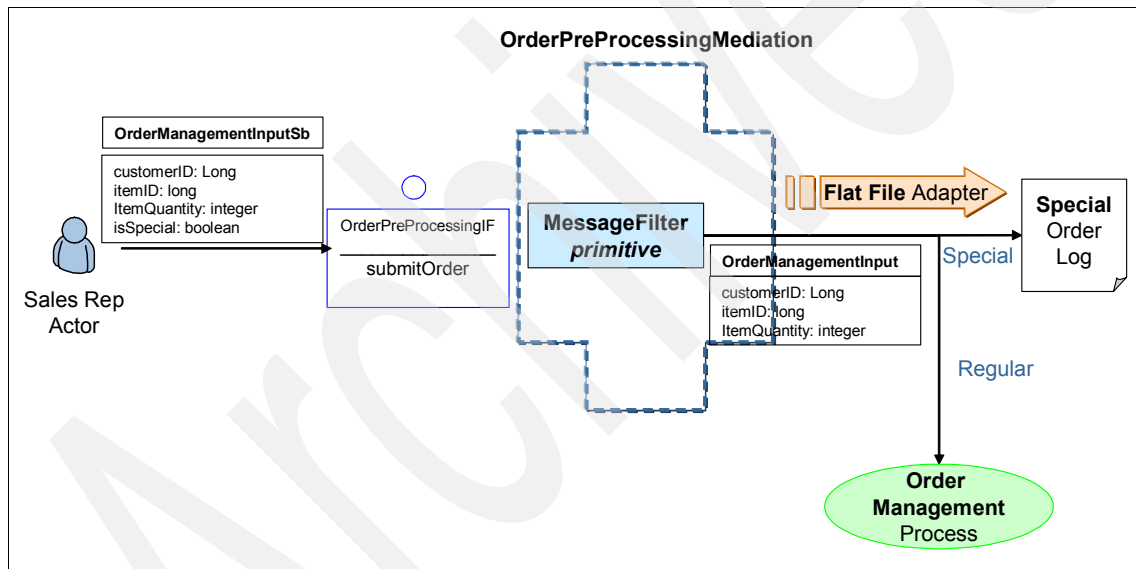 OrderPreProcessingMediation
OrderManagementInputSb
customerID: Long
itemID: long
ItemQuantity: integer
isSpecial: boolean
Sales Rep
Actor
OrderPreProcessingIF
submitOrder
MessageFilter
primitive
OrderManagementInput
customerID: Long
itemID: long
ItemQuantity: integer
Flat File Adapter
Special
Order
Log
Special
Regular
Order
Management
Process
Archive